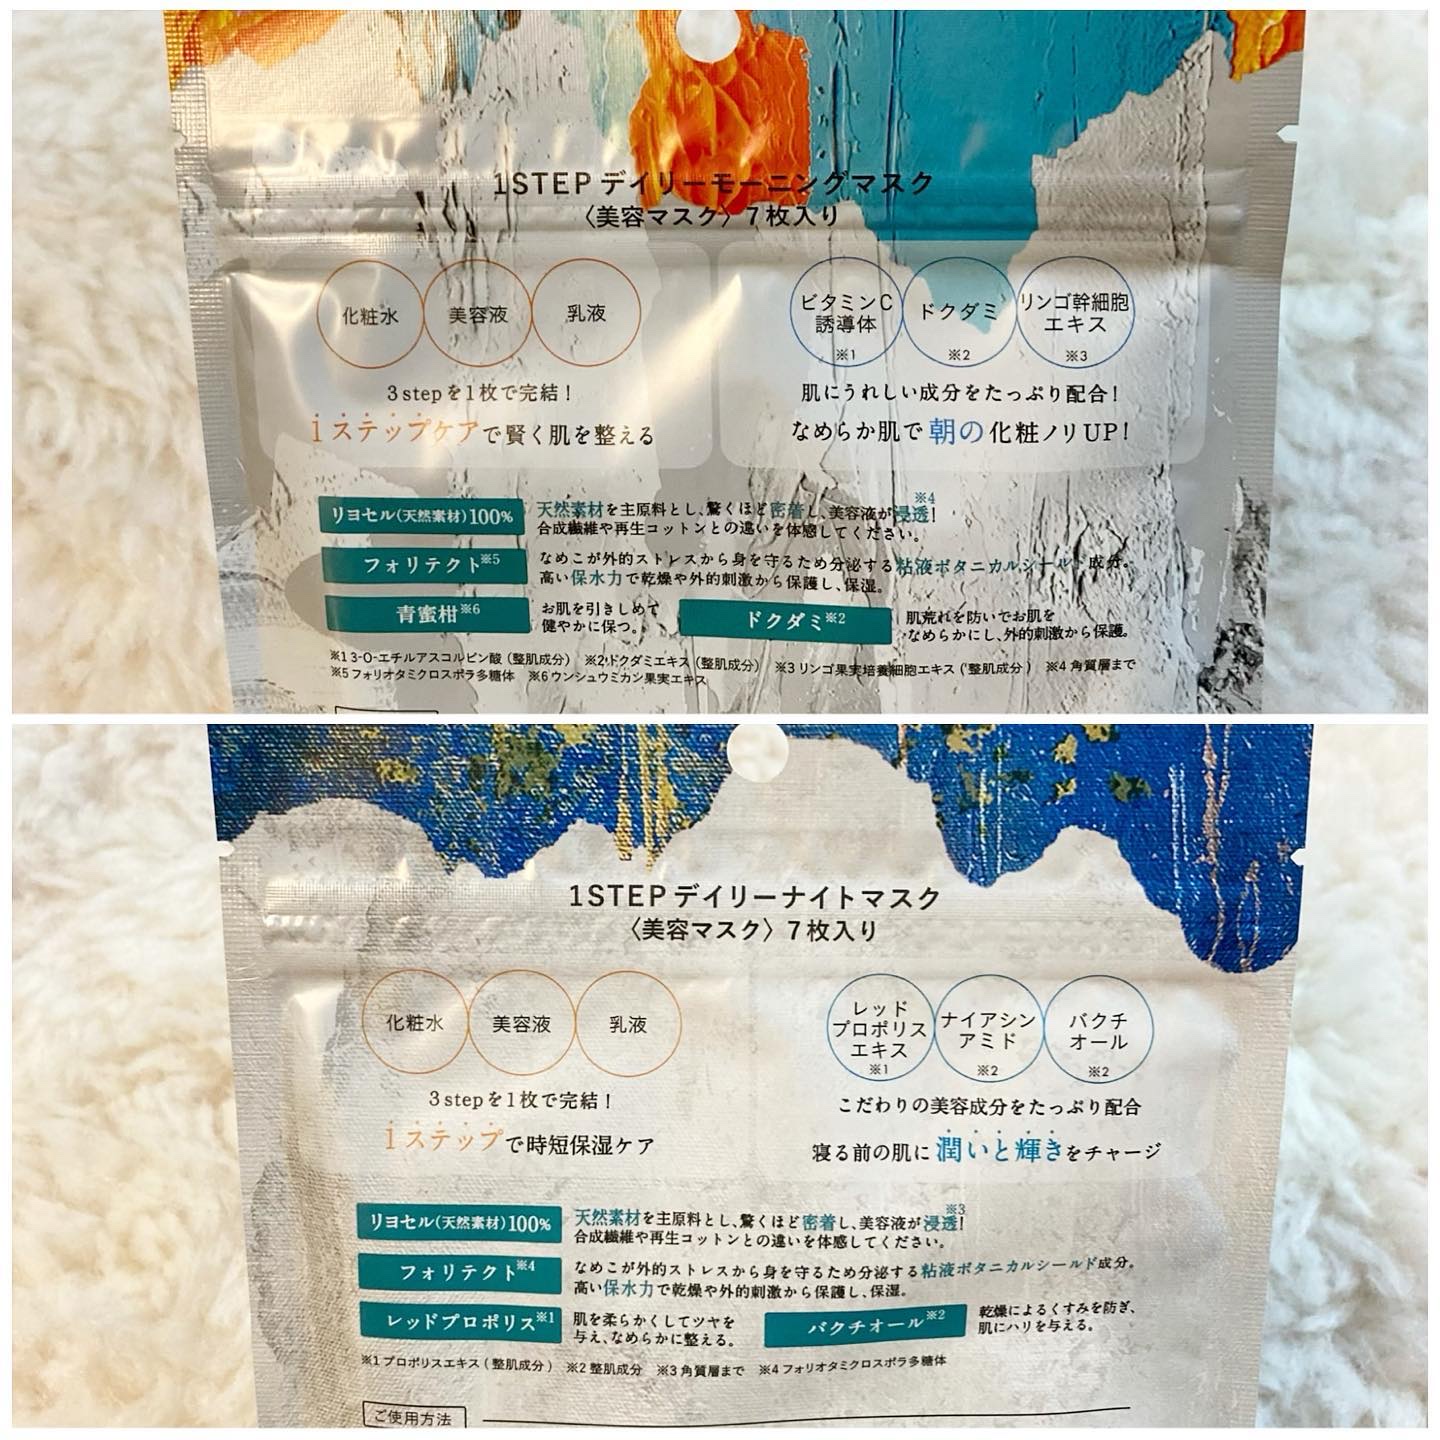 1STEP デイリーモーニングマスク
〈美容マスク〉7枚入り
化粧水 美容液 乳液
3stepを1枚で完結！
1ステップケアで賢く肌を整える
ビタミンC
誘導体
※1
ドクダミ
※2
リンゴ幹細胞
エキス
※3
肌にうれしい成分をたっぷり配合！
なめらか肌で朝の化粧ノリUP！
リヨセル(天然素材)100%
天然素材を主原料とし、驚くほど密着し、美容液が浸透※4！
合成繊維や再生コットンとの違いを体感してください。
フォリテクト※5
なめこが外的ストレスから身を守るため分泌する粘液ボタニカルシールド成分。
高い保水力で乾燥や外的刺激から保護し、保湿。
青蜜柑※6
お肌を引きしめて
健やかに保つ。
ドクダミ※2
肌荒れを防いでお肌を
なめらかにし、外的刺激から保護。
※1 3-O-エチルアスコルビン酸（整肌成分） ※2 ドクダミエキス（整肌成分） ※3 リンゴ果実培養細胞エキス（整肌成分） ※4 角質層まで
※5 フォリオタミクロスポラ多糖体 ※6 ウンシュウミカン果実エキス
1STEP デイリーナイトマスク
〈美容マスク〉7枚入り
化粧水 美容液 乳液
3stepを1枚で完結！
1ステップで時短保湿ケア
レッド
プロポリス
エキス
※1
ナイアシン
アミド
※2
バクチ
オール
※2
こだわりの美容成分をたっぷり配合
寝る前の肌に潤いと輝きをチャージ
リヨセル(天然素材)100%
天然素材を主原料とし、驚くほど密着し、美容液が浸透※3！
合成繊維や再生コットンとの違いを体感してください。
フォリテクト※4
なめこが外的ストレスから身を守るため分泌する粘液ボタニカルシールド成分。
高い保水力で乾燥や外的刺激から保護し、保湿。
レッドプロポリス※1
肌を柔らかくしてツヤを
与え、なめらかに整える。
バクチオール※2
乾燥によるくすみを防ぎ、
肌にハリを与える。
※1 プロポリスエキス（整肌成分） ※2 整肌成分 ※3 角質層まで ※4 フォリオタミクロスポラ多糖体
ご使用方法